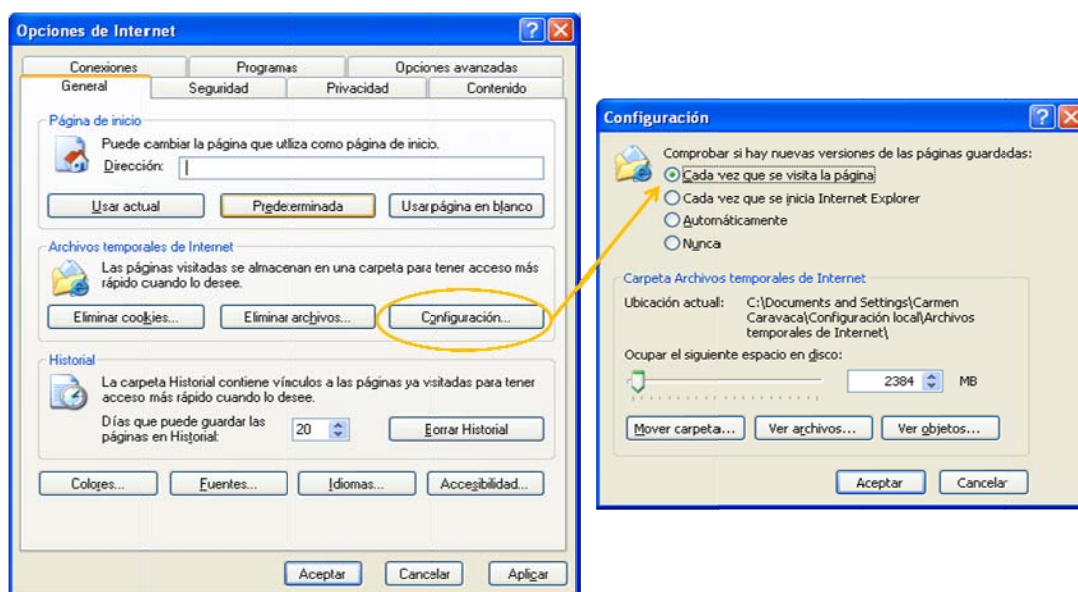 Opciones de Internet
Conexiones Programas Opciones avanzadas
General Seguridad Privacidad Contenido
Página de inicio
Puede cambiar la página que utiliza como página de inicio.
Dirección:
Usar actual Predeterminada Usar página en blanco
Archivos temporales de Internet
Las páginas visitadas se almacenan en una carpeta para tener acceso más
rápido cuando lo desee.
Eliminar cookies... Eliminar archivos... Configuración...
Historial
La carpeta Historial contiene vínculos a las páginas ya visitadas para tener
acceso más rápido cuando lo desee.
Días que puede guardar las
páginas en Historial: 20 Borrar Historial
Colores... Fuentes... Idiomas... Accesibilidad...
Aceptar Cancelar Aplicar
Configuración
Comprobar si hay nuevas versiones de las páginas guardadas:
Cada vez que se visita la página
Cada vez que se inicia Internet Explorer
Automáticamente
Nunca
Carpeta Archivos temporales de Internet
Ubicación actual: C:\Documents and Settings\Carmen
Caravaca\Configuración local\Archivos
temporales de Internet\
Ocupar el siguiente espacio en disco:
2384 MB
Mover carpeta... Ver archivos... Ver objetos...
Aceptar Cancelar